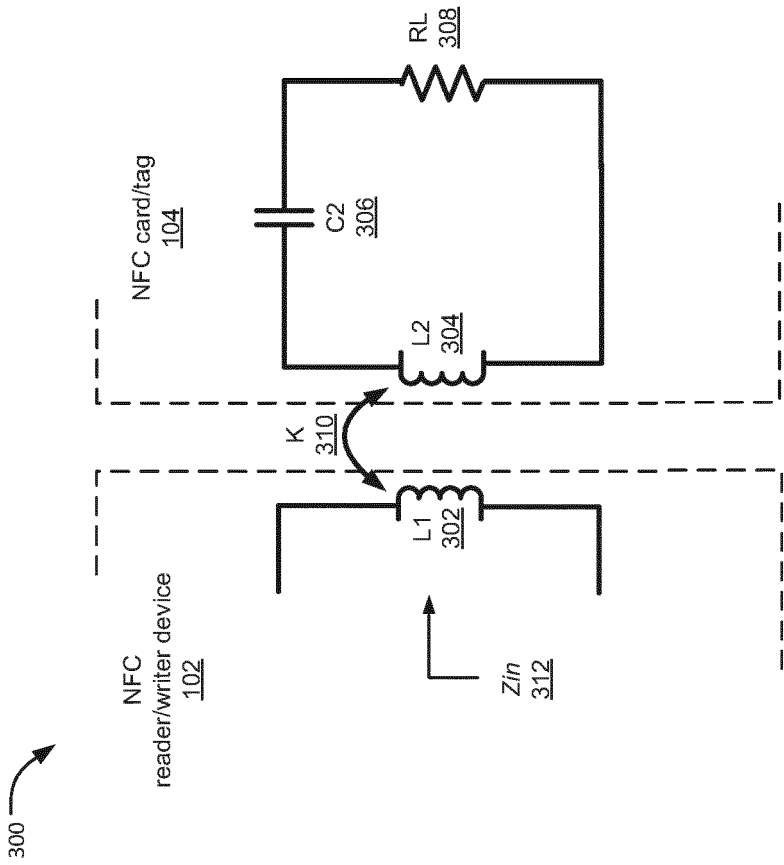 300
NFC
reader/writer device
102
NFC card/tag
104
K
310
L1
302
L2
304
C2
306
RL
308
Zin
312